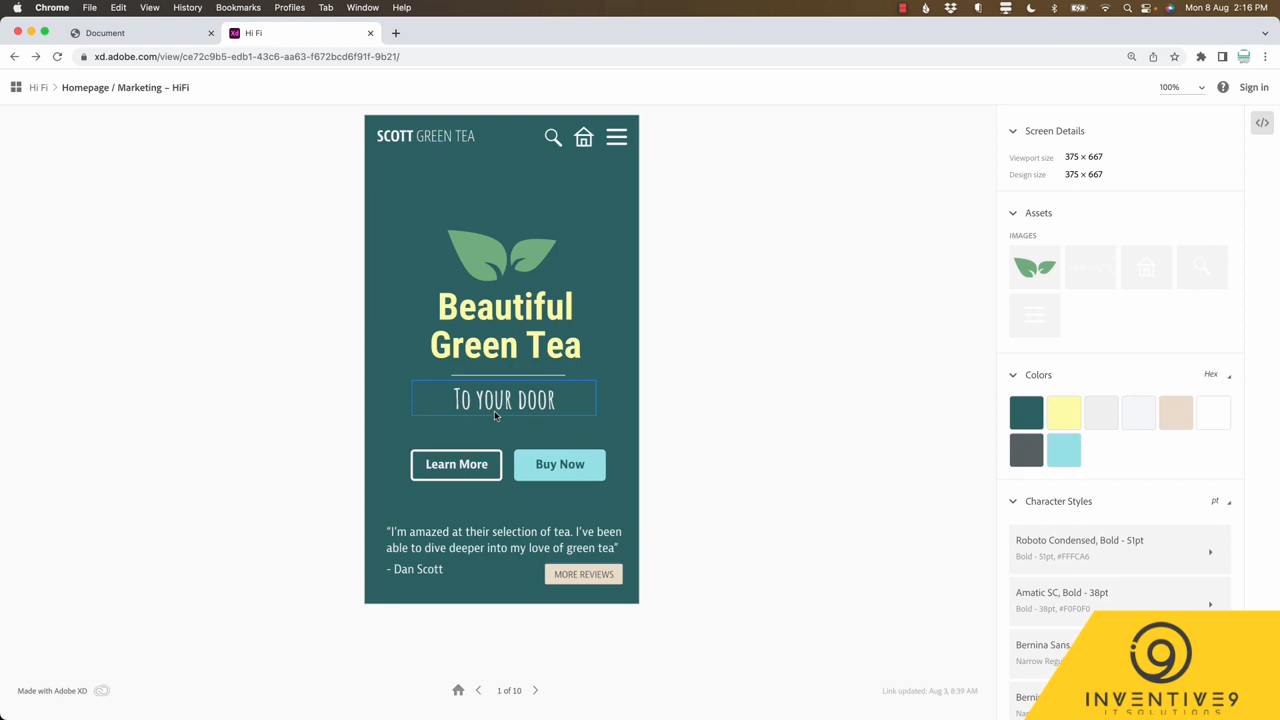 Chrome File Edit View History Bookmarks Profiles Tab Window Help Mon 8 Aug 2:16 PM
Document Hi Fi
xd.adobe.com/view/ce72c9b5-edb1-43c6-aa63-f672bcd6f91f-9b21/
Hi Fi > Homepage / Marketing – HiFi 100% Sign in
SCOTT GREEN TEA
Beautiful
Green Tea
To your door
Learn More Buy Now
“I’m amazed at their selection of tea. I’ve been
able to dive deeper into my love of green tea”
- Dan Scott
MORE REVIEWS
Screen Details
Viewport size 375 × 667
Design size 375 × 667
Assets
IMAGES
Colors Hex
Character Styles pt
Roboto Condensed, Bold - 51pt
Bold - 51pt, #FFFCA6
Amatic SC, Bold - 38pt
Bold - 38pt, #F0F0F0
Bernina Sans,
Narrow Regu
Berni
Made with Adobe XD
1 of 10
Link updated: Aug 3, 8:39 AM
INVENTIVE9
IT SOLUTIONS